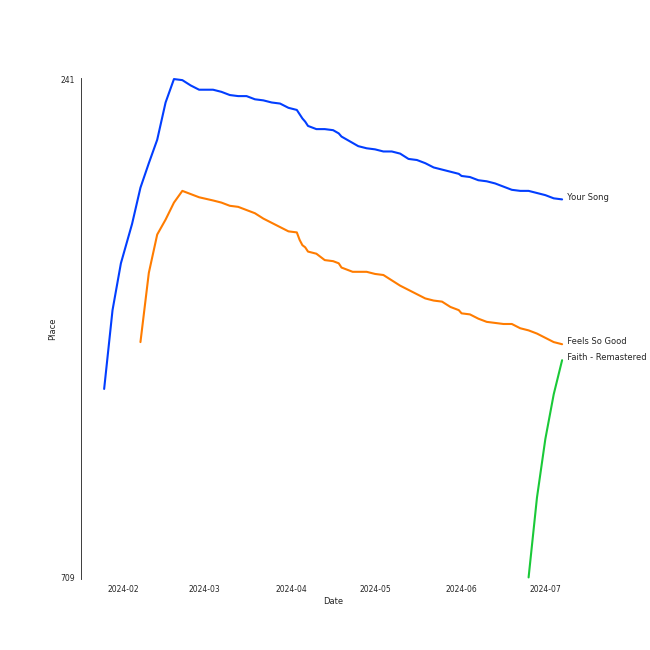 241
Your Song
Place
Feels So Good
Faith - Remastered
709
2024-02 2024-03 2024-04 2024-05 2024-06 2024-07
Date